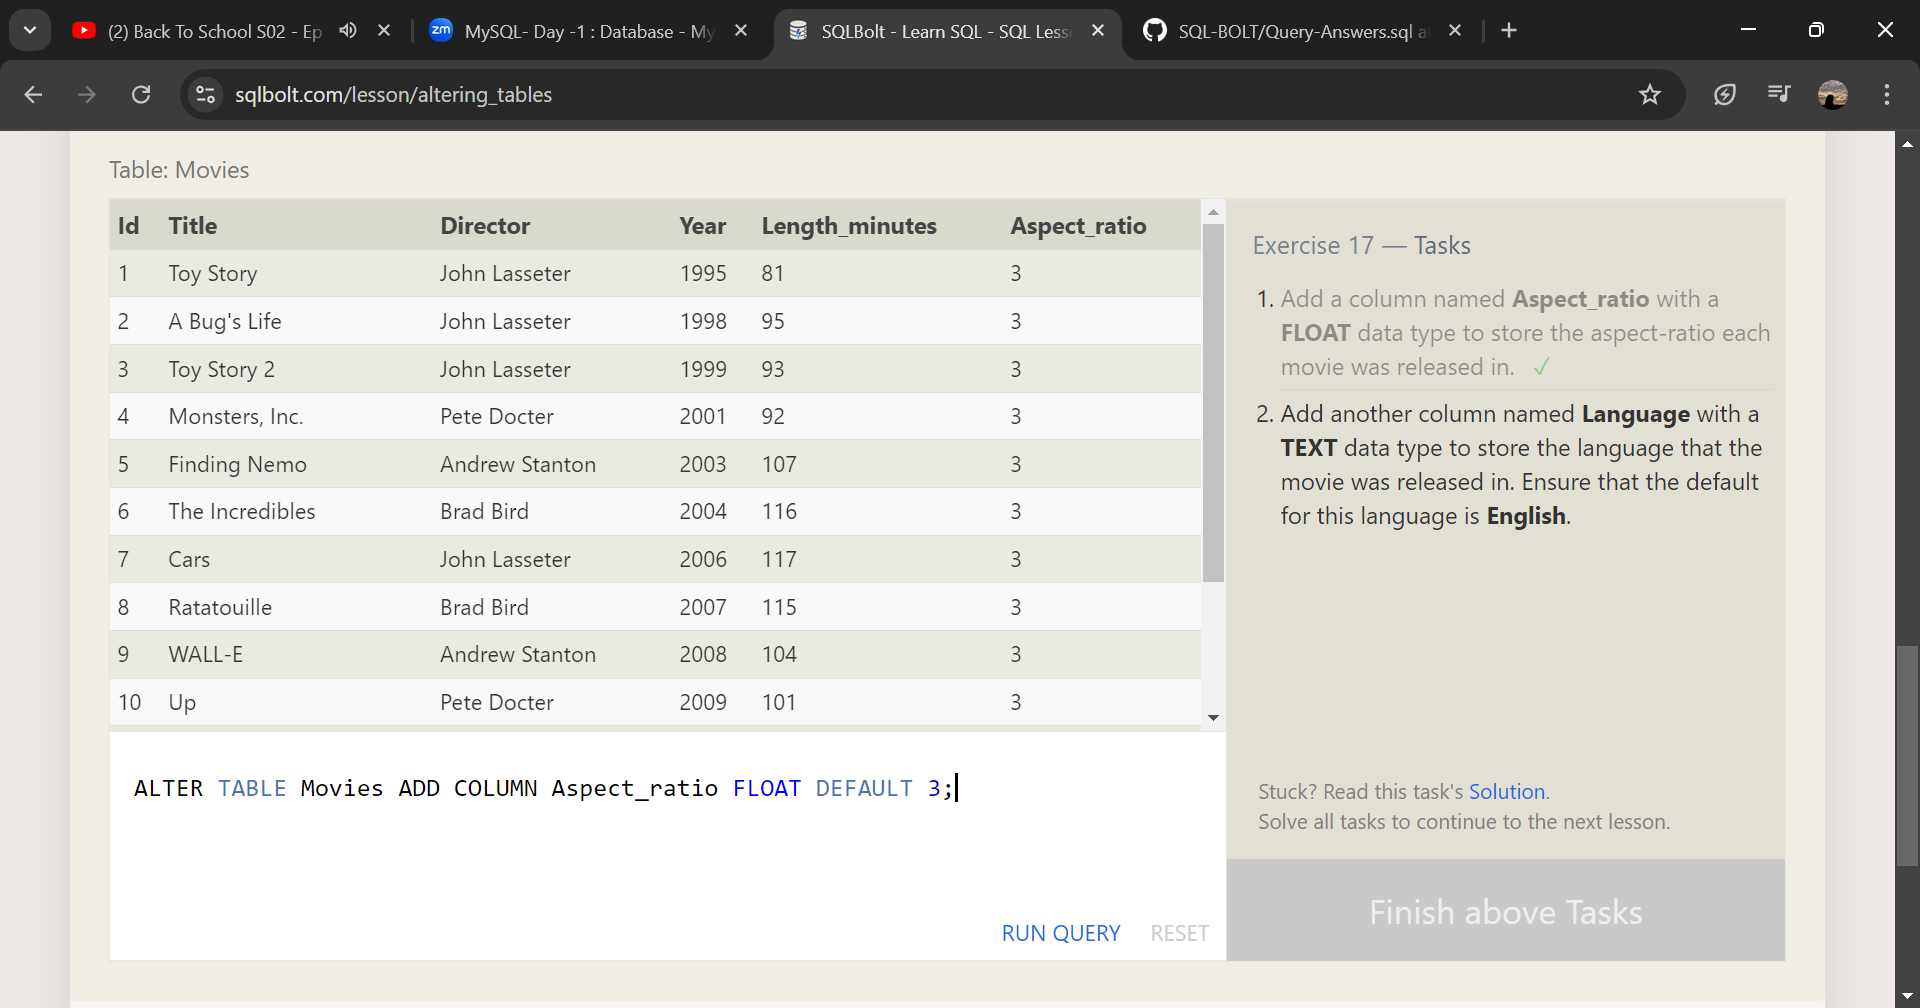 (2) Back To School S02 - Ep
zm MySQL- Day -1 : Database - My
SQLBolt - Learn SQL - SQL Less
SQL-BOLT/Query-Answers.sql at
sqlbolt.com/lesson/altering_tables
Table: Movies
Id Title Director Year Length_minutes Aspect_ratio
1 Toy Story John Lasseter 1995 81 3
2 A Bug's Life John Lasseter 1998 95 3
3 Toy Story 2 John Lasseter 1999 93 3
4 Monsters, Inc. Pete Docter 2001 92 3
5 Finding Nemo Andrew Stanton 2003 107 3
6 The Incredibles Brad Bird 2004 116 3
7 Cars John Lasseter 2006 117 3
8 Ratatouille Brad Bird 2007 115 3
9 WALL-E Andrew Stanton 2008 104 3
10 Up Pete Docter 2009 101 3
ALTER TABLE Movies ADD COLUMN Aspect_ratio FLOAT DEFAULT 3;
RUN QUERY RESET
Exercise 17 — Tasks
1. Add a column named Aspect_ratio with a
FLOAT data type to store the aspect-ratio each
movie was released in. ✓
2. Add another column named Language with a
TEXT data type to store the language that the
movie was released in. Ensure that the default
for this language is English.
Stuck? Read this task's Solution.
Solve all tasks to continue to the next lesson.
Finish above Tasks